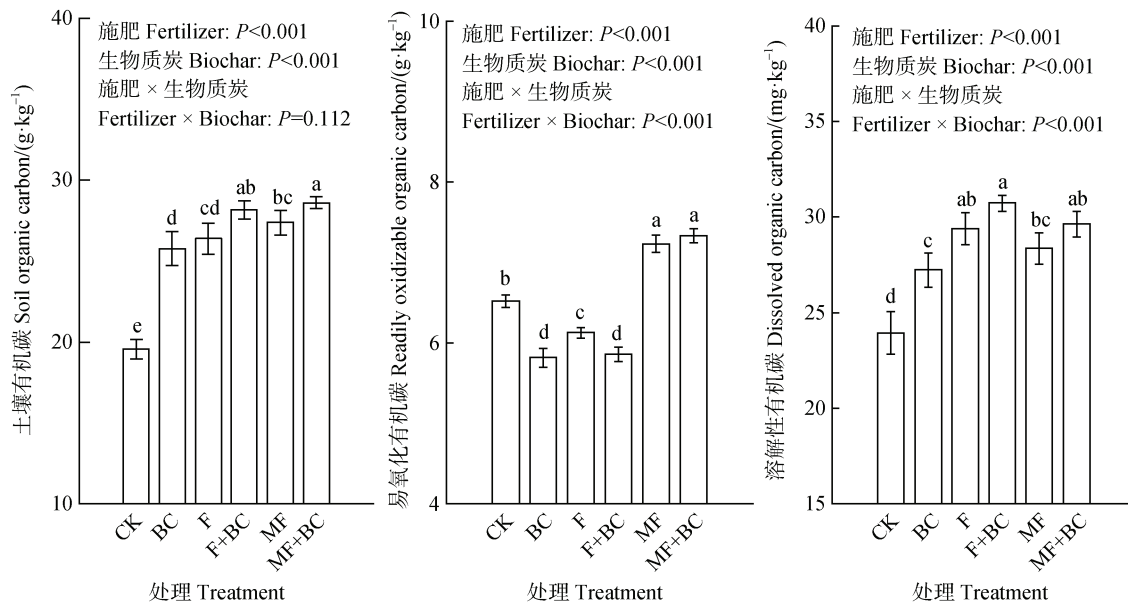 土壤有机碳 Soil organic carbon/(g·kg⁻¹)
40
30
20
10
施肥 Fertilizer: P<0.001
生物质炭 Biochar: P<0.001
施肥 × 生物质炭
Fertilizer × Biochar: P=0.112
e
d
cd
ab
bc
a
CK
BC
F
F+BC
MF
MF+BC
处理 Treatment
易氧化有机碳 Readily oxidizable organic carbon/(g·kg⁻¹)
10
8
6
4
施肥 Fertilizer: P<0.001
生物质炭 Biochar: P<0.001
施肥 × 生物质炭
Fertilizer × Biochar: P<0.001
b
d
c
d
a
a
CK
BC
F
F+BC
MF
MF+BC
处理 Treatment
溶解性有机碳 Dissolved organic carbon/(mg·kg⁻¹)
40
35
30
25
20
15
施肥 Fertilizer: P<0.001
生物质炭 Biochar: P<0.001
施肥 × 生物质炭
Fertilizer × Biochar: P<0.001
d
c
ab
a
bc
ab
CK
BC
F
F+BC
MF
MF+BC
处理 Treatment